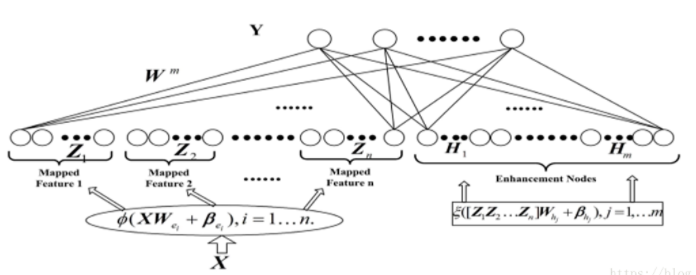 Y
W^m
Z_1 Z_2 Z_n H_1 H_m
Mapped Feature 1
Mapped Feature 2
Mapped Feature n
Enhancement Nodes
ϕ(XW_{e_i} + β_{e_i}), i = 1…n.
ξ([Z_1Z_2…Z_n]W_{h_j} + β_{h_j}), j = 1,…m
X